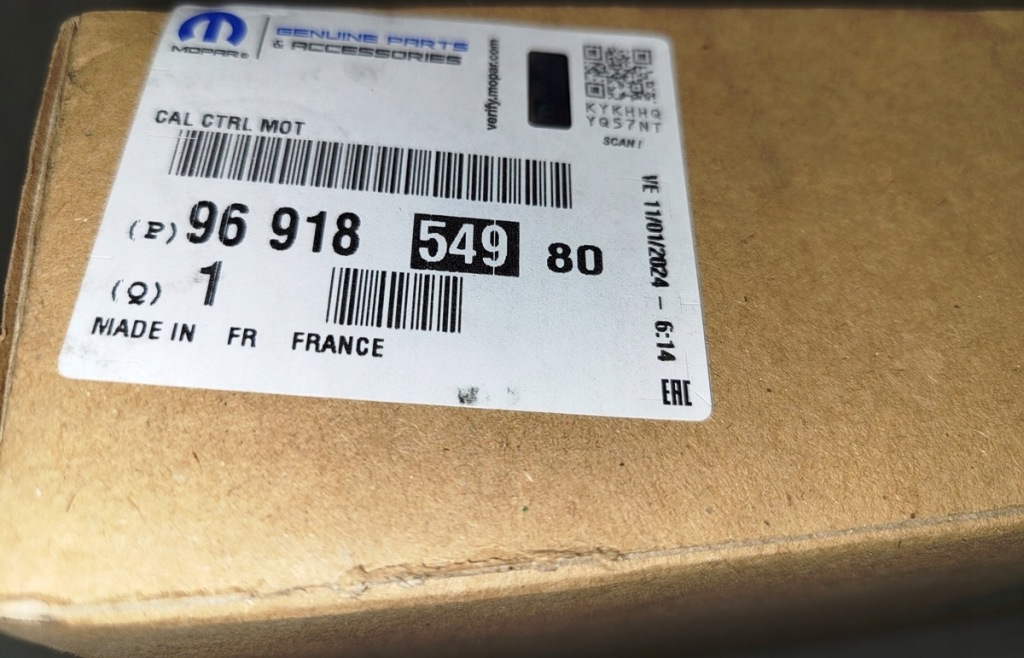 MOPAR®
GENUINE PARTS
& ACCESSORIES
verify.mopar.com
KYKHHQ
YQS7NT
SCAN!
CAL CTRL MOT
(P) 96 918 549 80
(Q) 1
MADE IN FR FRANCE
VE 11/01/2024 - 6:14
EAC